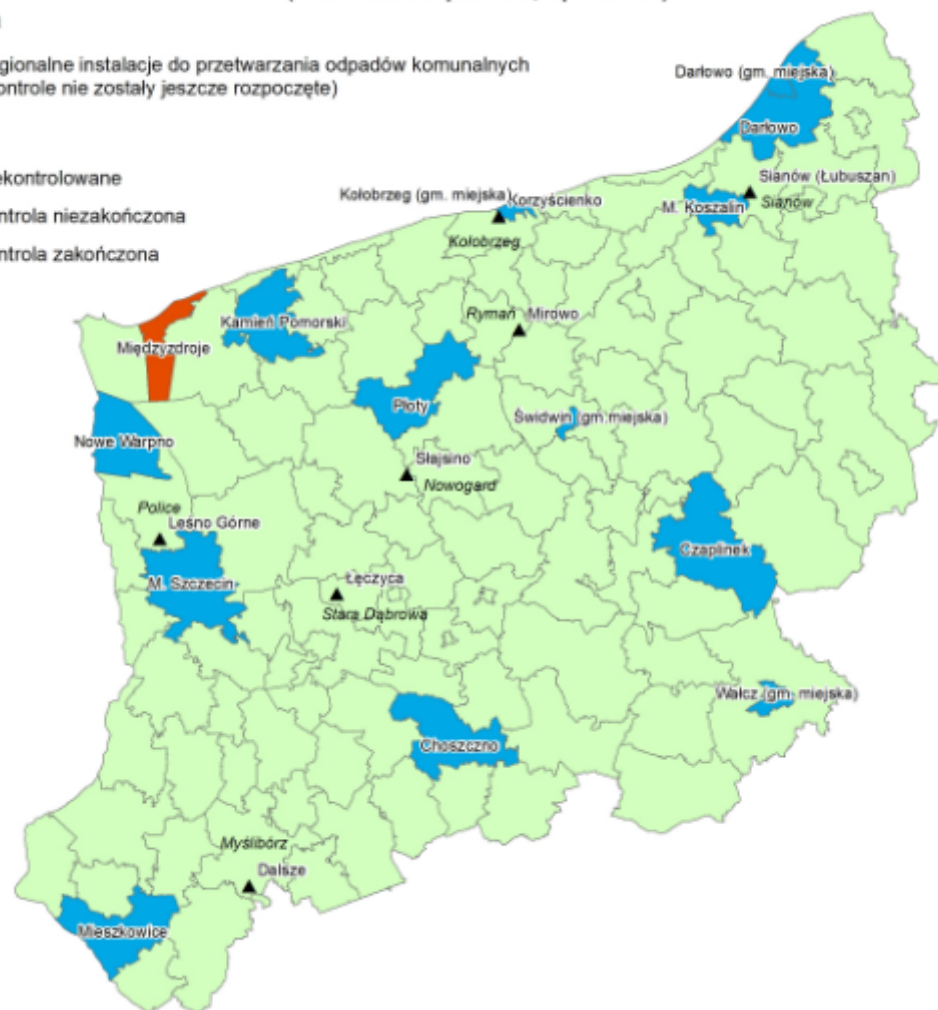 gionalne instalacje do przetwarzania odpadów komunalnych
ontrole nie zostały jeszcze rozpoczęte)
ekontrolowane
ntrola niezakończona
ntrola zakończona
Darłowo (gm. miejska)
Darłowo
Sianów (Łubuszan)
Sianów
M. Koszalin
Kołobrzeg (gm. miejska)
Korzyścienko
Kołobrzeg
Kamień Pomorski
Rymań
Mirowo
Międzyzdroje
Płoty
Świdwin (gm. miejska)
Nowe Warpno
Słajsino
Nowogard
Police
Leśno Górne
Czaplinek
M. Szczecin
Łęczyca
Stara Dąbrowa
Wałcz (gm. miejska)
Choszczno
Myślibórz
Dalsze
Mieszkowice